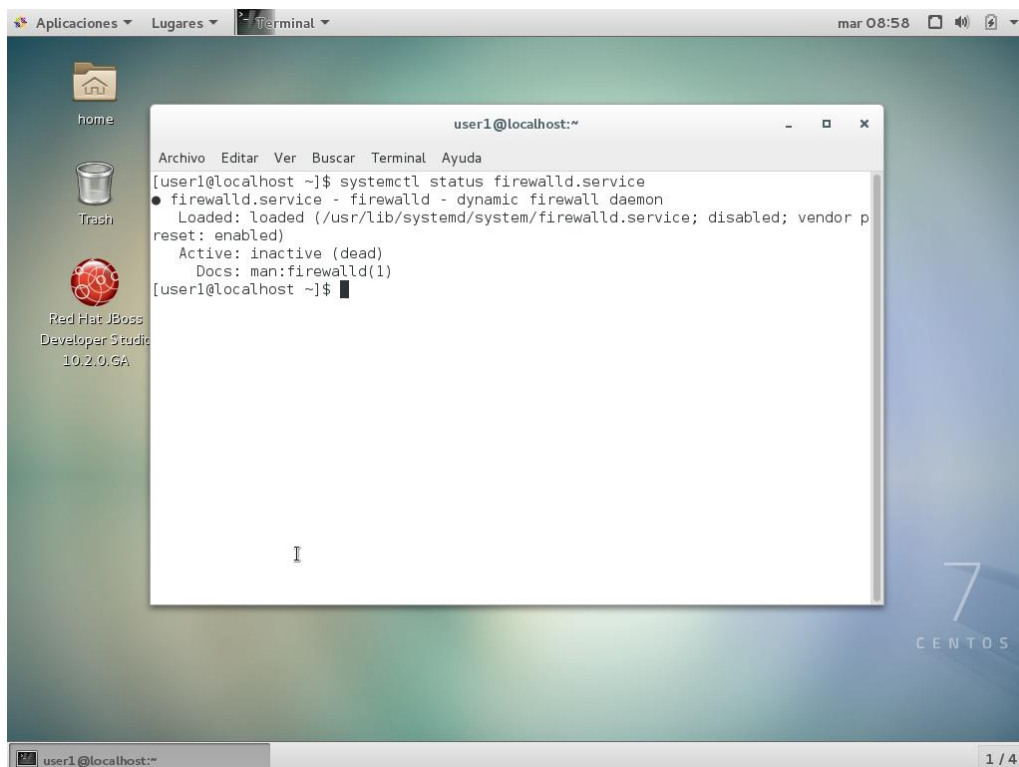 Aplicaciones Lugares Terminal mar 08:58
home
Trash
Red Hat JBoss
Developer Studio
10.2.0.GA
user1@localhost:~
Archivo Editar Ver Buscar Terminal Ayuda
[user1@localhost ~]$ systemctl status firewalld.service
● firewalld.service - firewalld - dynamic firewall daemon
   Loaded: loaded (/usr/lib/systemd/system/firewalld.service; disabled; vendor p
reset: enabled)
   Active: inactive (dead)
     Docs: man:firewalld(1)
[user1@localhost ~]$
7
CENTOS
user1@localhost:~
1 / 4